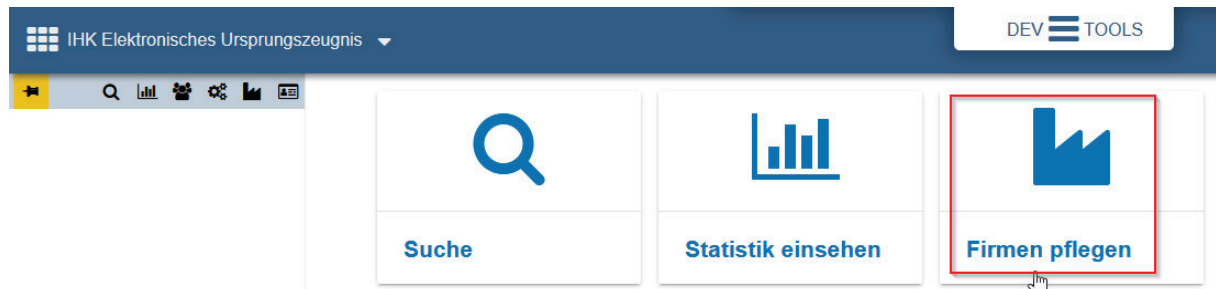 IHK Elektronisches Ursprungszeugnis
DEV TOOLS
Suche
Statistik einsehen
Firmen pflegen